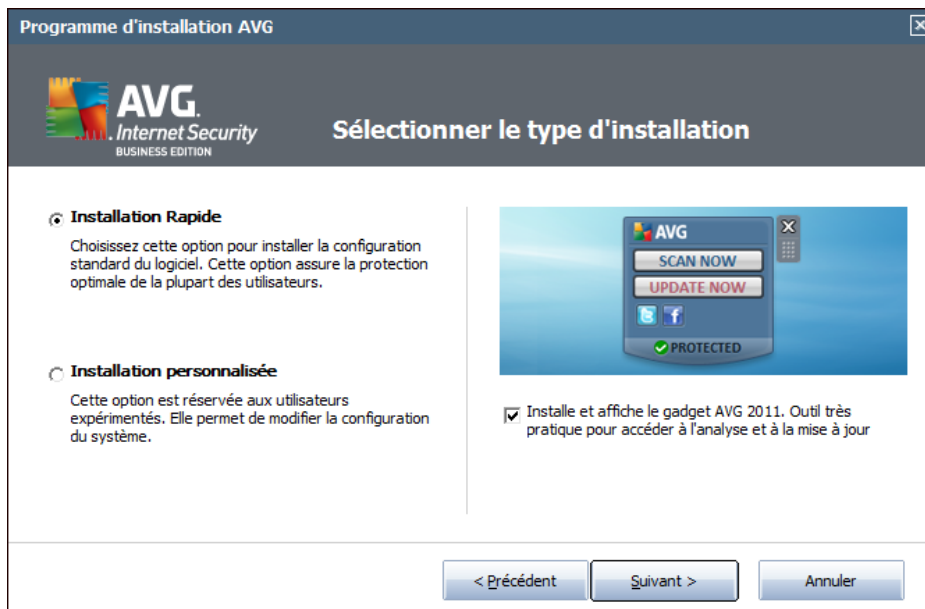 Programme d'installation AVG
AVG.
Internet Security
BUSINESS EDITION
Sélectionner le type d'installation
Installation Rapide
Choisissez cette option pour installer la configuration
standard du logiciel. Cette option assure la protection
optimale de la plupart des utilisateurs.
Installation personnalisée
Cette option est réservée aux utilisateurs
expérimentés. Elle permet de modifier la configuration
du système.
AVG
SCAN NOW
UPDATE NOW
PROTECTED
Installe et affiche le gadget AVG 2011. Outil très
pratique pour accéder à l'analyse et à la mise à jour
< Précédent
Suivant >
Annuler